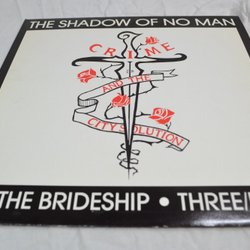 THE SHADOW OF NO MAN
CRIME
AND THE
CITY SOLUTION
THE BRIDESHIP • THREE/